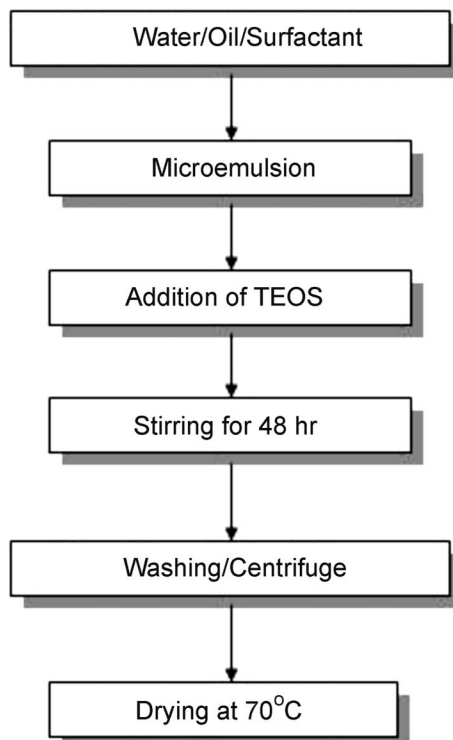 Water/Oil/Surfactant
Microemulsion
Addition of TEOS
Stirring for 48 hr
Washing/Centrifuge
Drying at 70°C